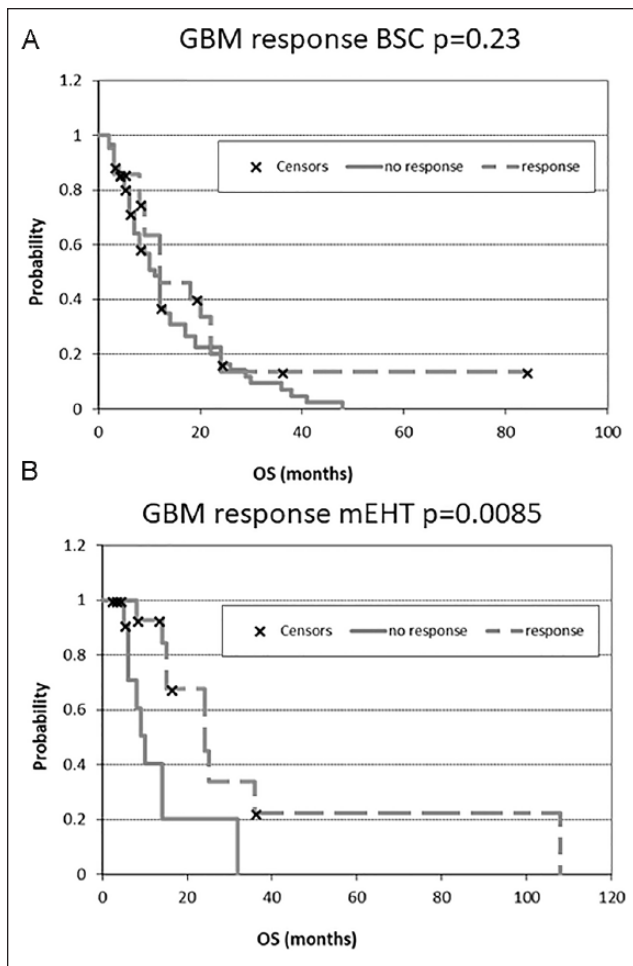 A
GBM response BSC p=0.23
1.2
1
0.8
0.6
0.4
0.2
0
Probability
Censors no response response
0 20 40 60 80 100
OS (months)
B
GBM response mEHT p=0.0085
1.2
1
0.8
0.6
0.4
0.2
0
Probability
Censors no response response
0 20 40 60 80 100 120
OS (months)